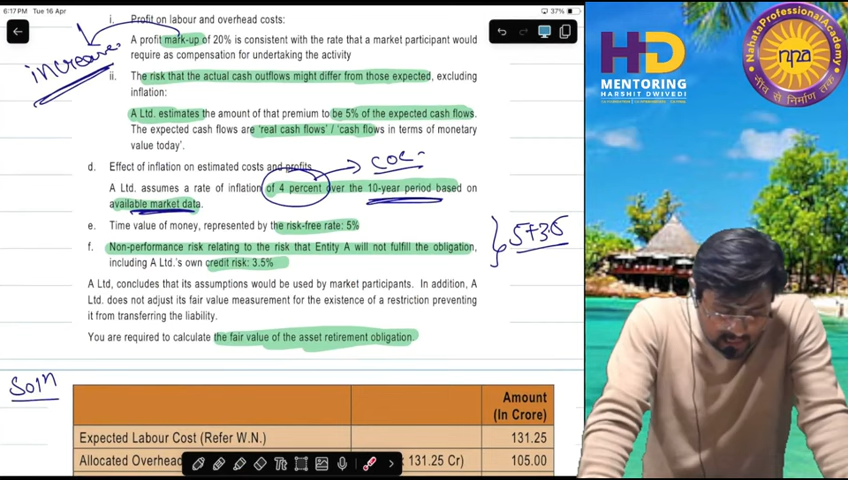 6:17 PM Tue 16 Apr
37%
i. Profit on labour and overhead costs:
A profit mark-up of 20% is consistent with the rate that a market participant would
require as compensation for undertaking the activity
increase
ii. The risk that the actual cash outflows might differ from those expected, excluding
inflation:
A Ltd. estimates the amount of that premium to be 5% of the expected cash flows.
The expected cash flows are 'real cash flows' / 'cash flows in terms of monetary
value today'.
d. Effect of inflation on estimated costs and profits
A Ltd. assumes a rate of inflation of 4 percent over the 10-year period based on
available market data.
e. Time value of money, represented by the risk-free rate: 5%
f. Non-performance risk relating to the risk that Entity A will not fulfill the obligation,
including A Ltd.'s own credit risk: 3.5%
A Ltd, concludes that its assumptions would be used by market participants. In addition, A
Ltd. does not adjust its fair value measurement for the existence of a restriction preventing
it from transferring the liability.
You are required to calculate the fair value of the asset retirement obligation.
Soln
Amount
(In Crore)
Expected Labour Cost (Refer W.N.) 131.25
Allocated Overhead : 131.25 Cr) 105.00
HD
MENTORING
HARSHIT DWIVEDI
Nahata Professional Academy
npa
नींव से निर्माण तक